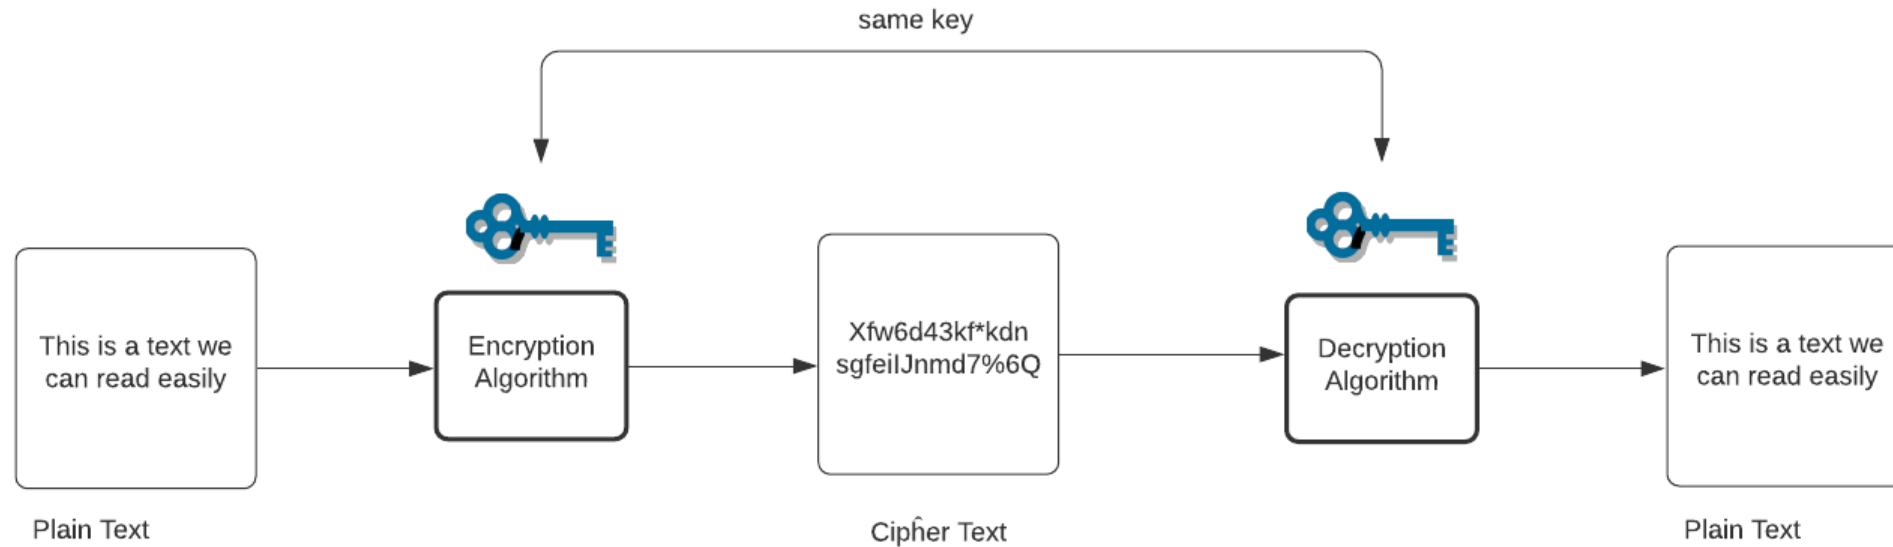 same key
This is a text we
can read easily
Encryption
Algorithm
Xfw6d43kf*kdn
sgfeilJnmd7%6Q
Decryption
Algorithm
This is a text we
can read easily
Plain Text
Cipĥer Text
Plain Text